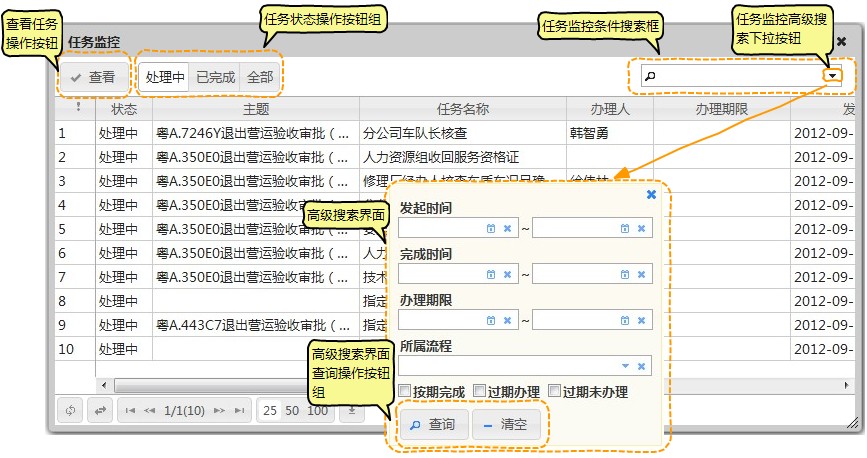 查看任务
操作按钮
任务状态操作按钮组
任务监控条件搜索框
任务监控高级搜
索下拉按钮
任务监控
查看
处理中 已完成 全部
! 状态 主题 任务名称 办理人 办理期限 发
1 处理中 粤A.7246Y退出营运验收审批（... 分公司车队长核查 韩智勇 2012-09-
2 处理中 粤A.350E0退出营运验收审批（... 人力资源组收回服务资格证 2012-09-
3 处理中 粤A.350E0退出营运验收审批（... 2012-09-
4 处理中 粤A.350E0退出营运验收审批（... 2012-09-
5 处理中 粤A.350E0退出营运验收审批（... 2012-09-
6 处理中 粤A.350E0退出营运验收审批（... 人力 2012-09-
7 处理中 粤A.350E0退出营运验收审批（... 技术 2012-09-
8 处理中 指定 2012-09-
9 处理中 粤A.443C7退出营运验收审批（... 指定 2012-09-
10 处理中 指定 2012-09-
高级搜索界面
发起时间
~
完成时间
~
办理期限
~
所属流程
按期完成 过期办理 过期未办理
查询 清空
高级搜索界面
查询操作按钮
组
1/1(10) 25 50 100